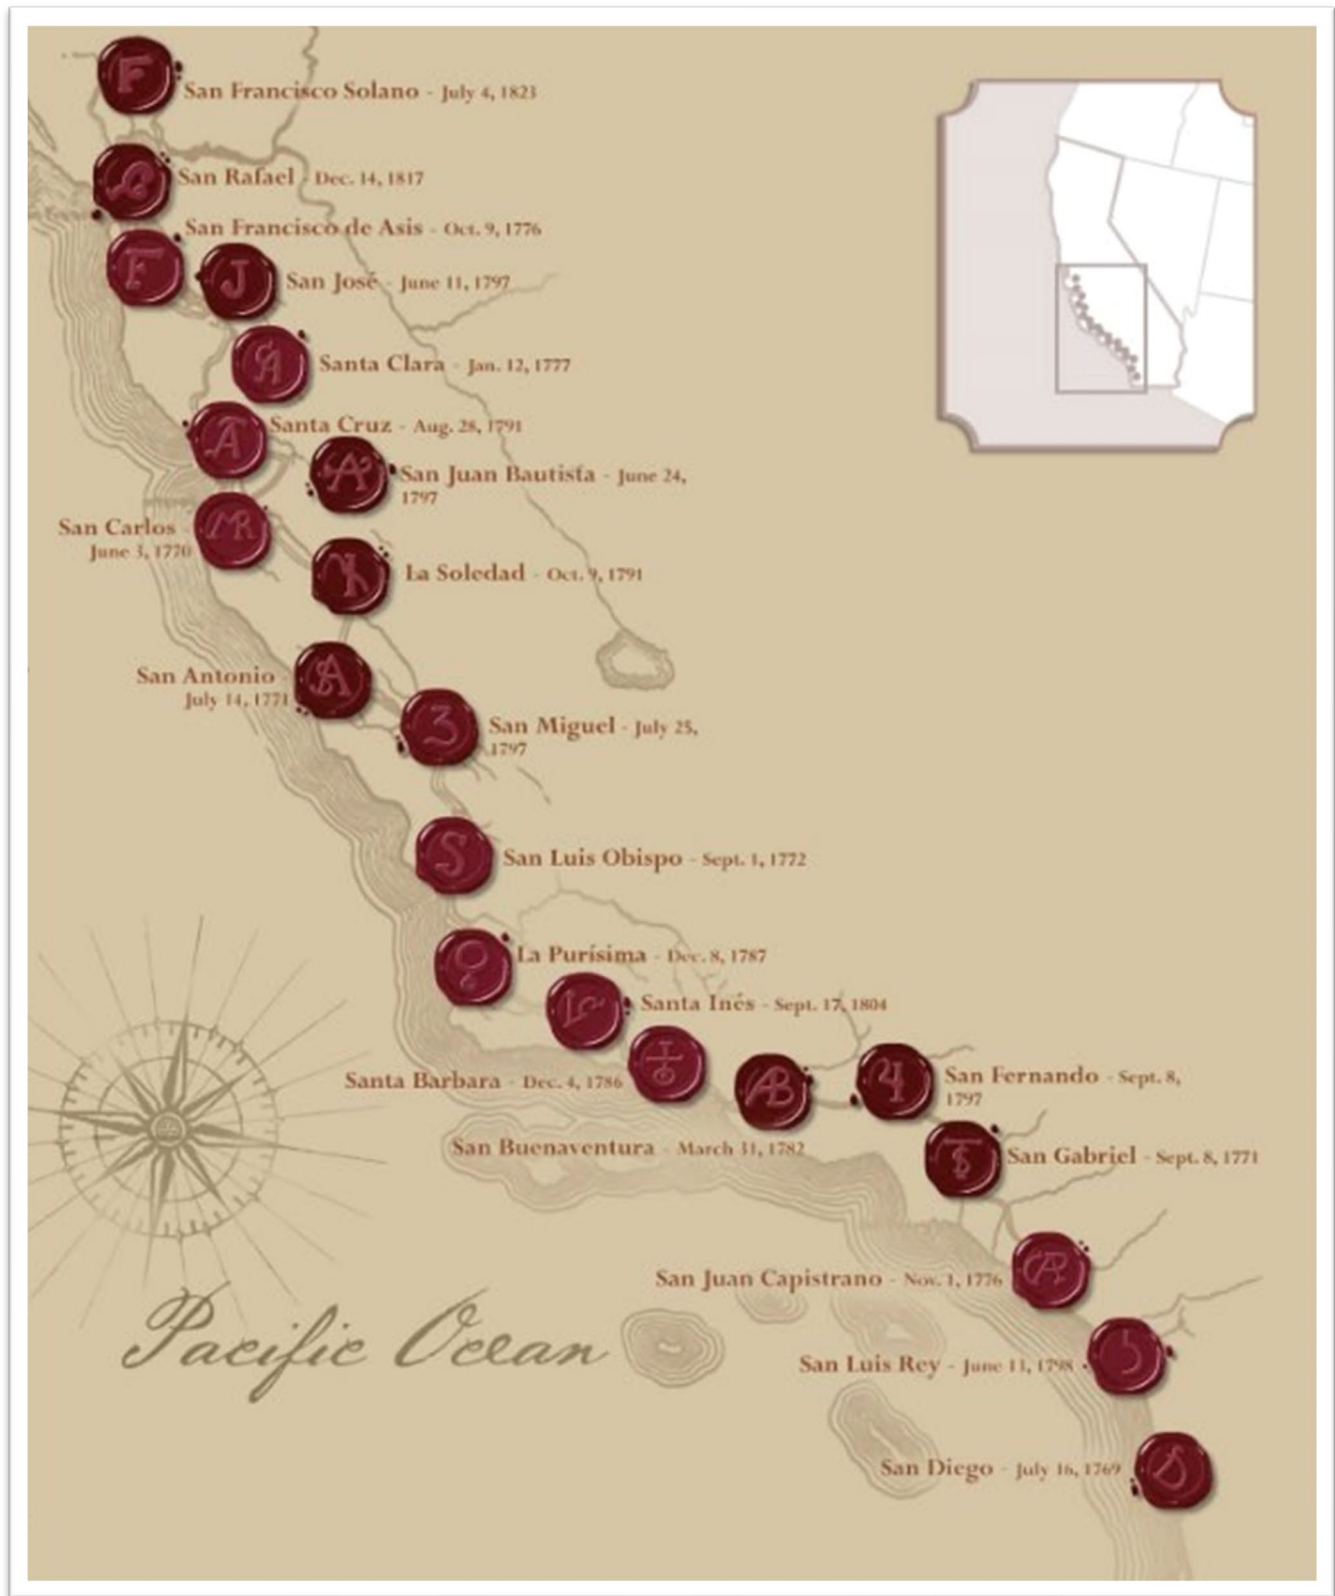 F
San Francisco Solano - July 4, 1823
San Rafael - Dec. 14, 1817
San Francisco de Asis - Oct. 9, 1776
F
J
San José - June 11, 1797
Santa Clara - Jan. 12, 1777
Santa Cruz - Aug. 28, 1791
A
San Juan Bautista - June 24,
1797
San Carlos -
June 3, 1770
MR
La Soledad - Oct. 9, 1791
San Antonio -
July 14, 1771
SA
San Miguel - July 25,
1797
3
San Luis Obispo - Sept. 1, 1772
S
La Purísima - Dec. 8, 1787
Santa Inés - Sept. 17, 1804
Santa Barbara - Dec. 4, 1786
AB
San Fernando - Sept. 8,
1797
San Buenaventura - March 31, 1782
San Gabriel - Sept. 8, 1771
San Juan Capistrano - Nov. 1, 1776
San Luis Rey - June 13, 1798
San Diego - July 16, 1769
Pacific Ocean